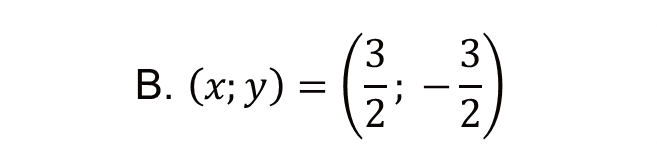 B. (x; y) = (3/2; −3/2)